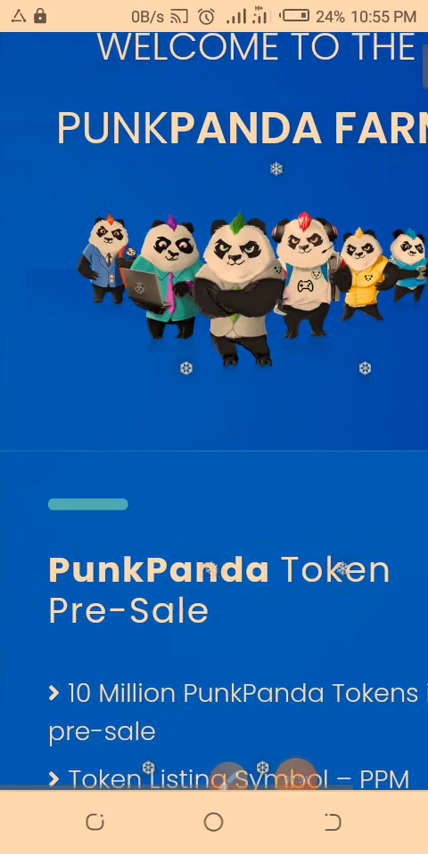 0B/s 24% 10:55 PM
WELCOME TO THE
PUNKPANDA FARM
PunkPanda Token
Pre-Sale
10 Million PunkPanda Tokens
pre-sale
Token Listing Symbol – PPM